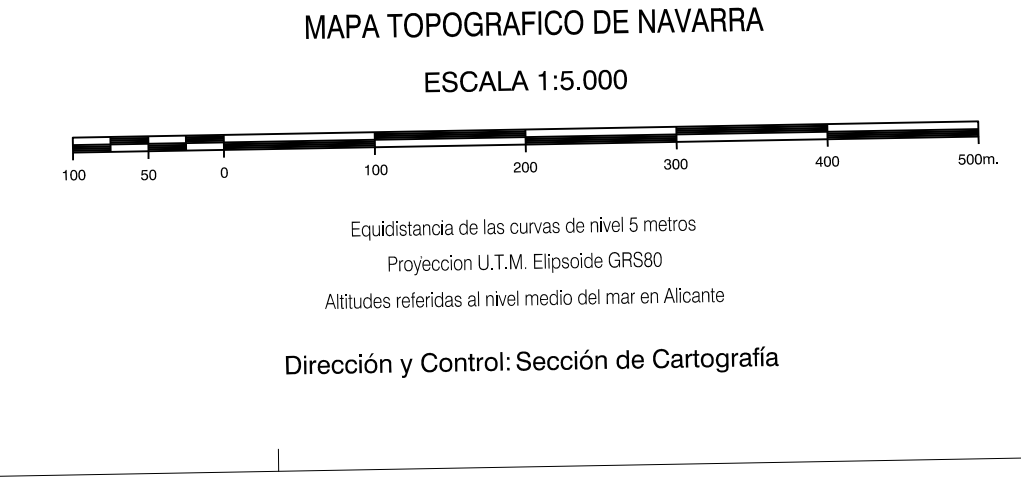 MAPA TOPOGRAFICO DE NAVARRA
ESCALA 1:5.000
100 50 0 100 200 300 400 500m.
Equidistancia de las curvas de nivel 5 metros
Proyeccion U.T.M. Elipsoide GRS80
Altitudes referidas al nivel medio del mar en Alicante
Dirección y Control: Sección de Cartografía